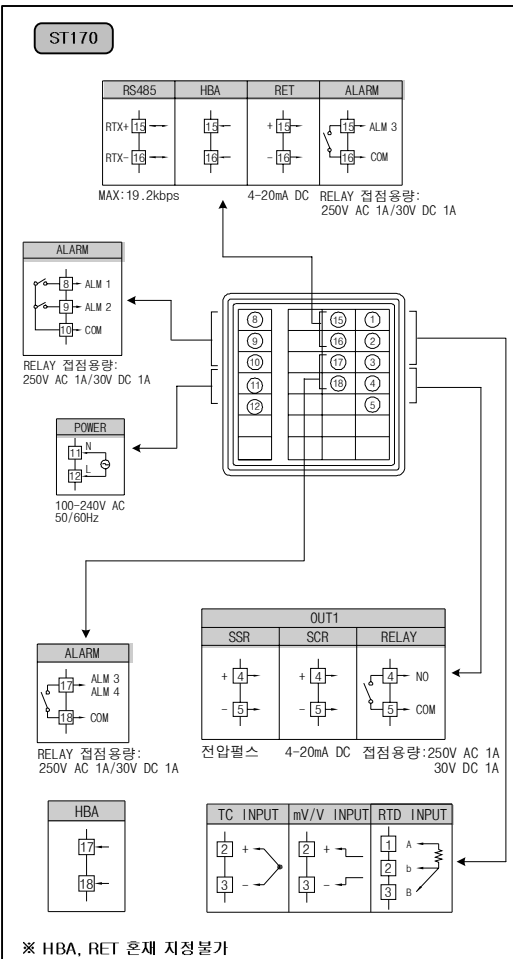 ST170
RS485 HBA RET ALARM
RTX+ 15 15 + 15 15 ALM 3
RTX- 16 16 - 16 16 COM
MAX:19.2kbps 4-20mA DC RELAY 접점용량:
250V AC 1A/30V DC 1A
ALARM
8 ALM 1
9 ALM 2
10 COM
RELAY 접점용량:
250V AC 1A/30V DC 1A
8 15 1
9 16 2
10 17 3
11 18 4
12 5
POWER
11 N
12 L
100-240V AC
50/60Hz
OUT1
SSR SCR RELAY
+ 4 + 4 4 NO
- 5 - 5 5 COM
전압펄스 4-20mA DC 접점용량:250V AC 1A
30V DC 1A
ALARM
17 ALM 3
ALM 4
18 COM
RELAY 접점용량:
250V AC 1A/30V DC 1A
HBA
17
18
TC INPUT mV/V INPUT RTD INPUT
2 + 2 + 1 A
3 - 3 - 2 b
3 B
※ HBA, RET 혼재 지정불가